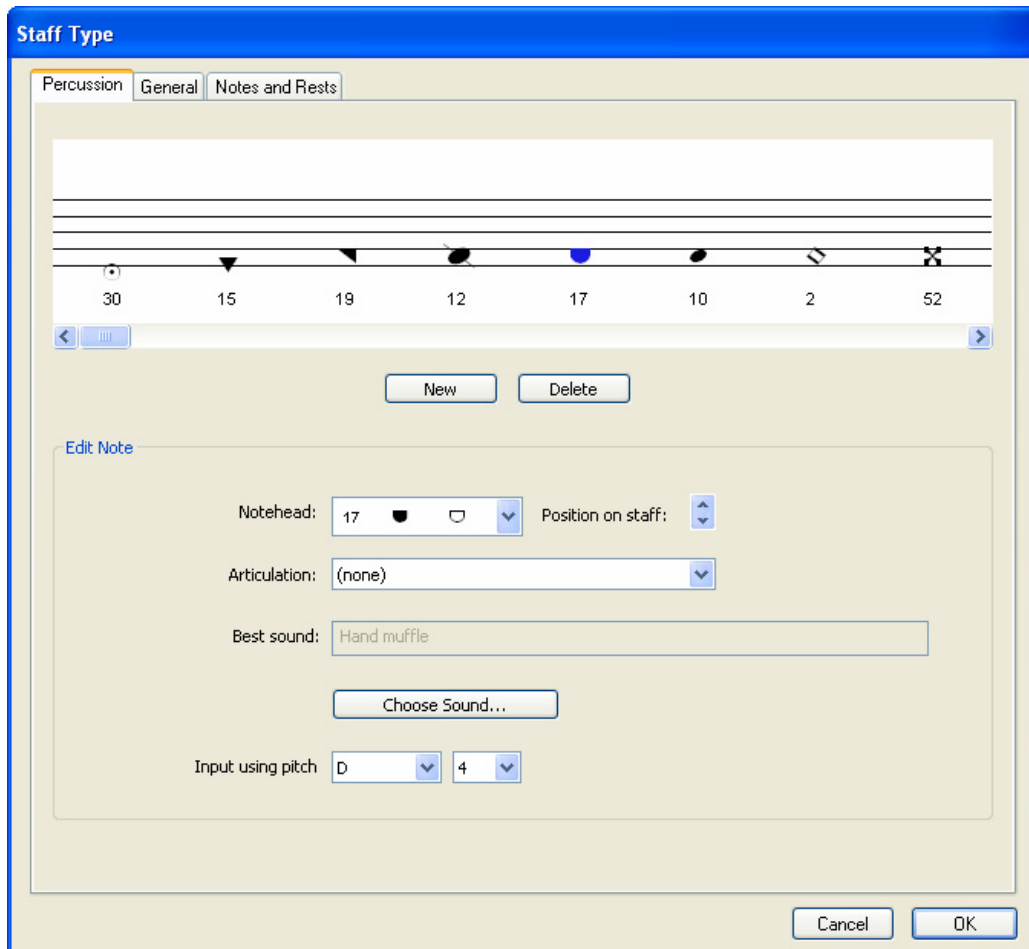 Staff Type
Percussion General Notes and Rests
30 15 19 12 17 10 2 52
New Delete
Edit Note
Notehead: 17 Position on staff:
Articulation: (none)
Best sound: Hand muffle
Choose Sound...
Input using pitch D 4
Cancel OK